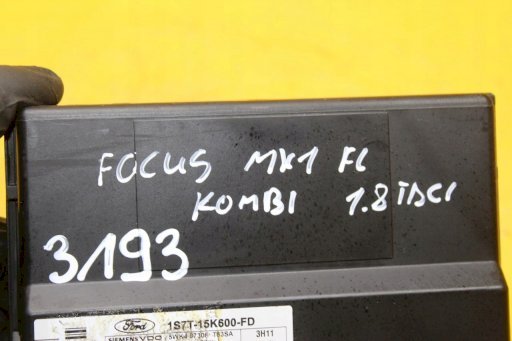 FOCUS MK1 FL
KOMBI 1.8 TDCI
3193
Ford 1S7T-15K600-FD
SIEMENS VDO 3H11